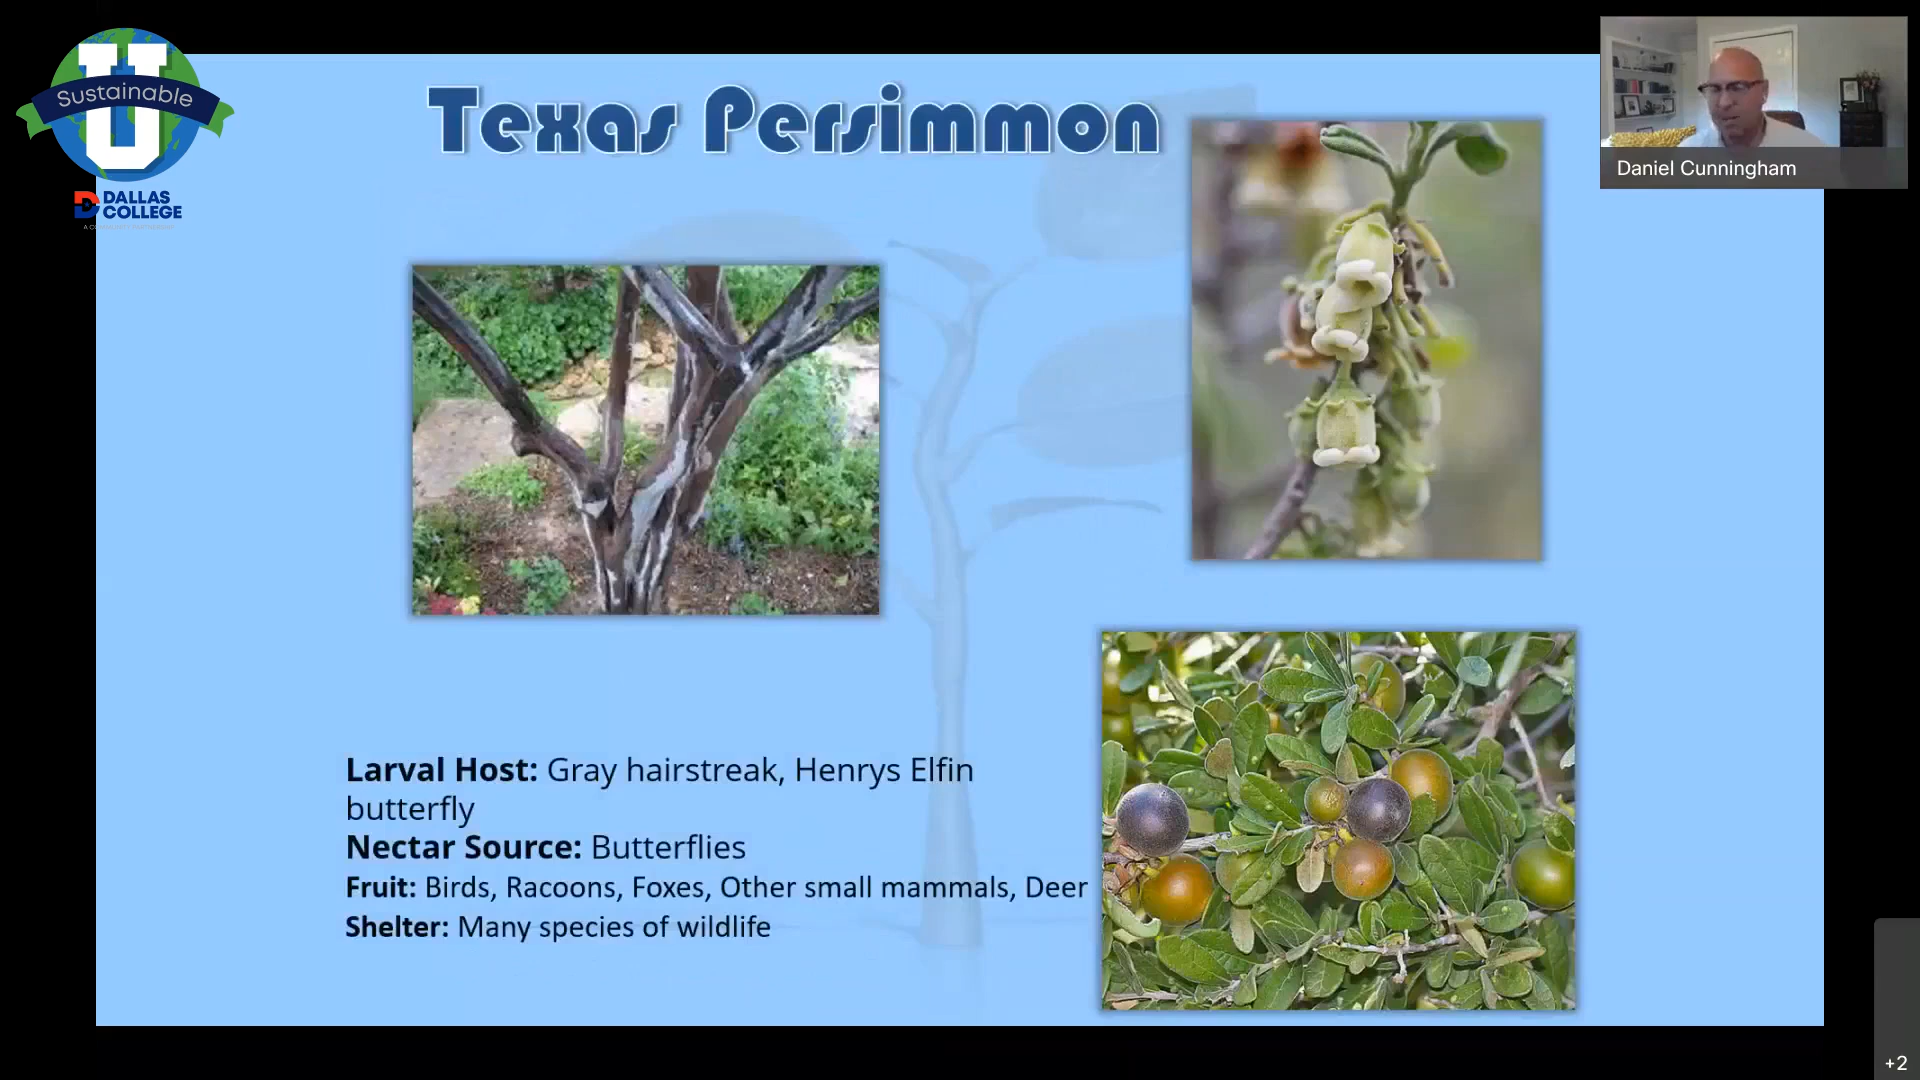 Sustainable
U
DALLAS
COLLEGE
Texas Persimmon
Daniel Cunningham
Larval Host: Gray hairstreak, Henrys Elfin
butterfly
Nectar Source: Butterflies
Fruit: Birds, Racoons, Foxes, Other small mammals, Deer
Shelter: Many species of wildlife
+2